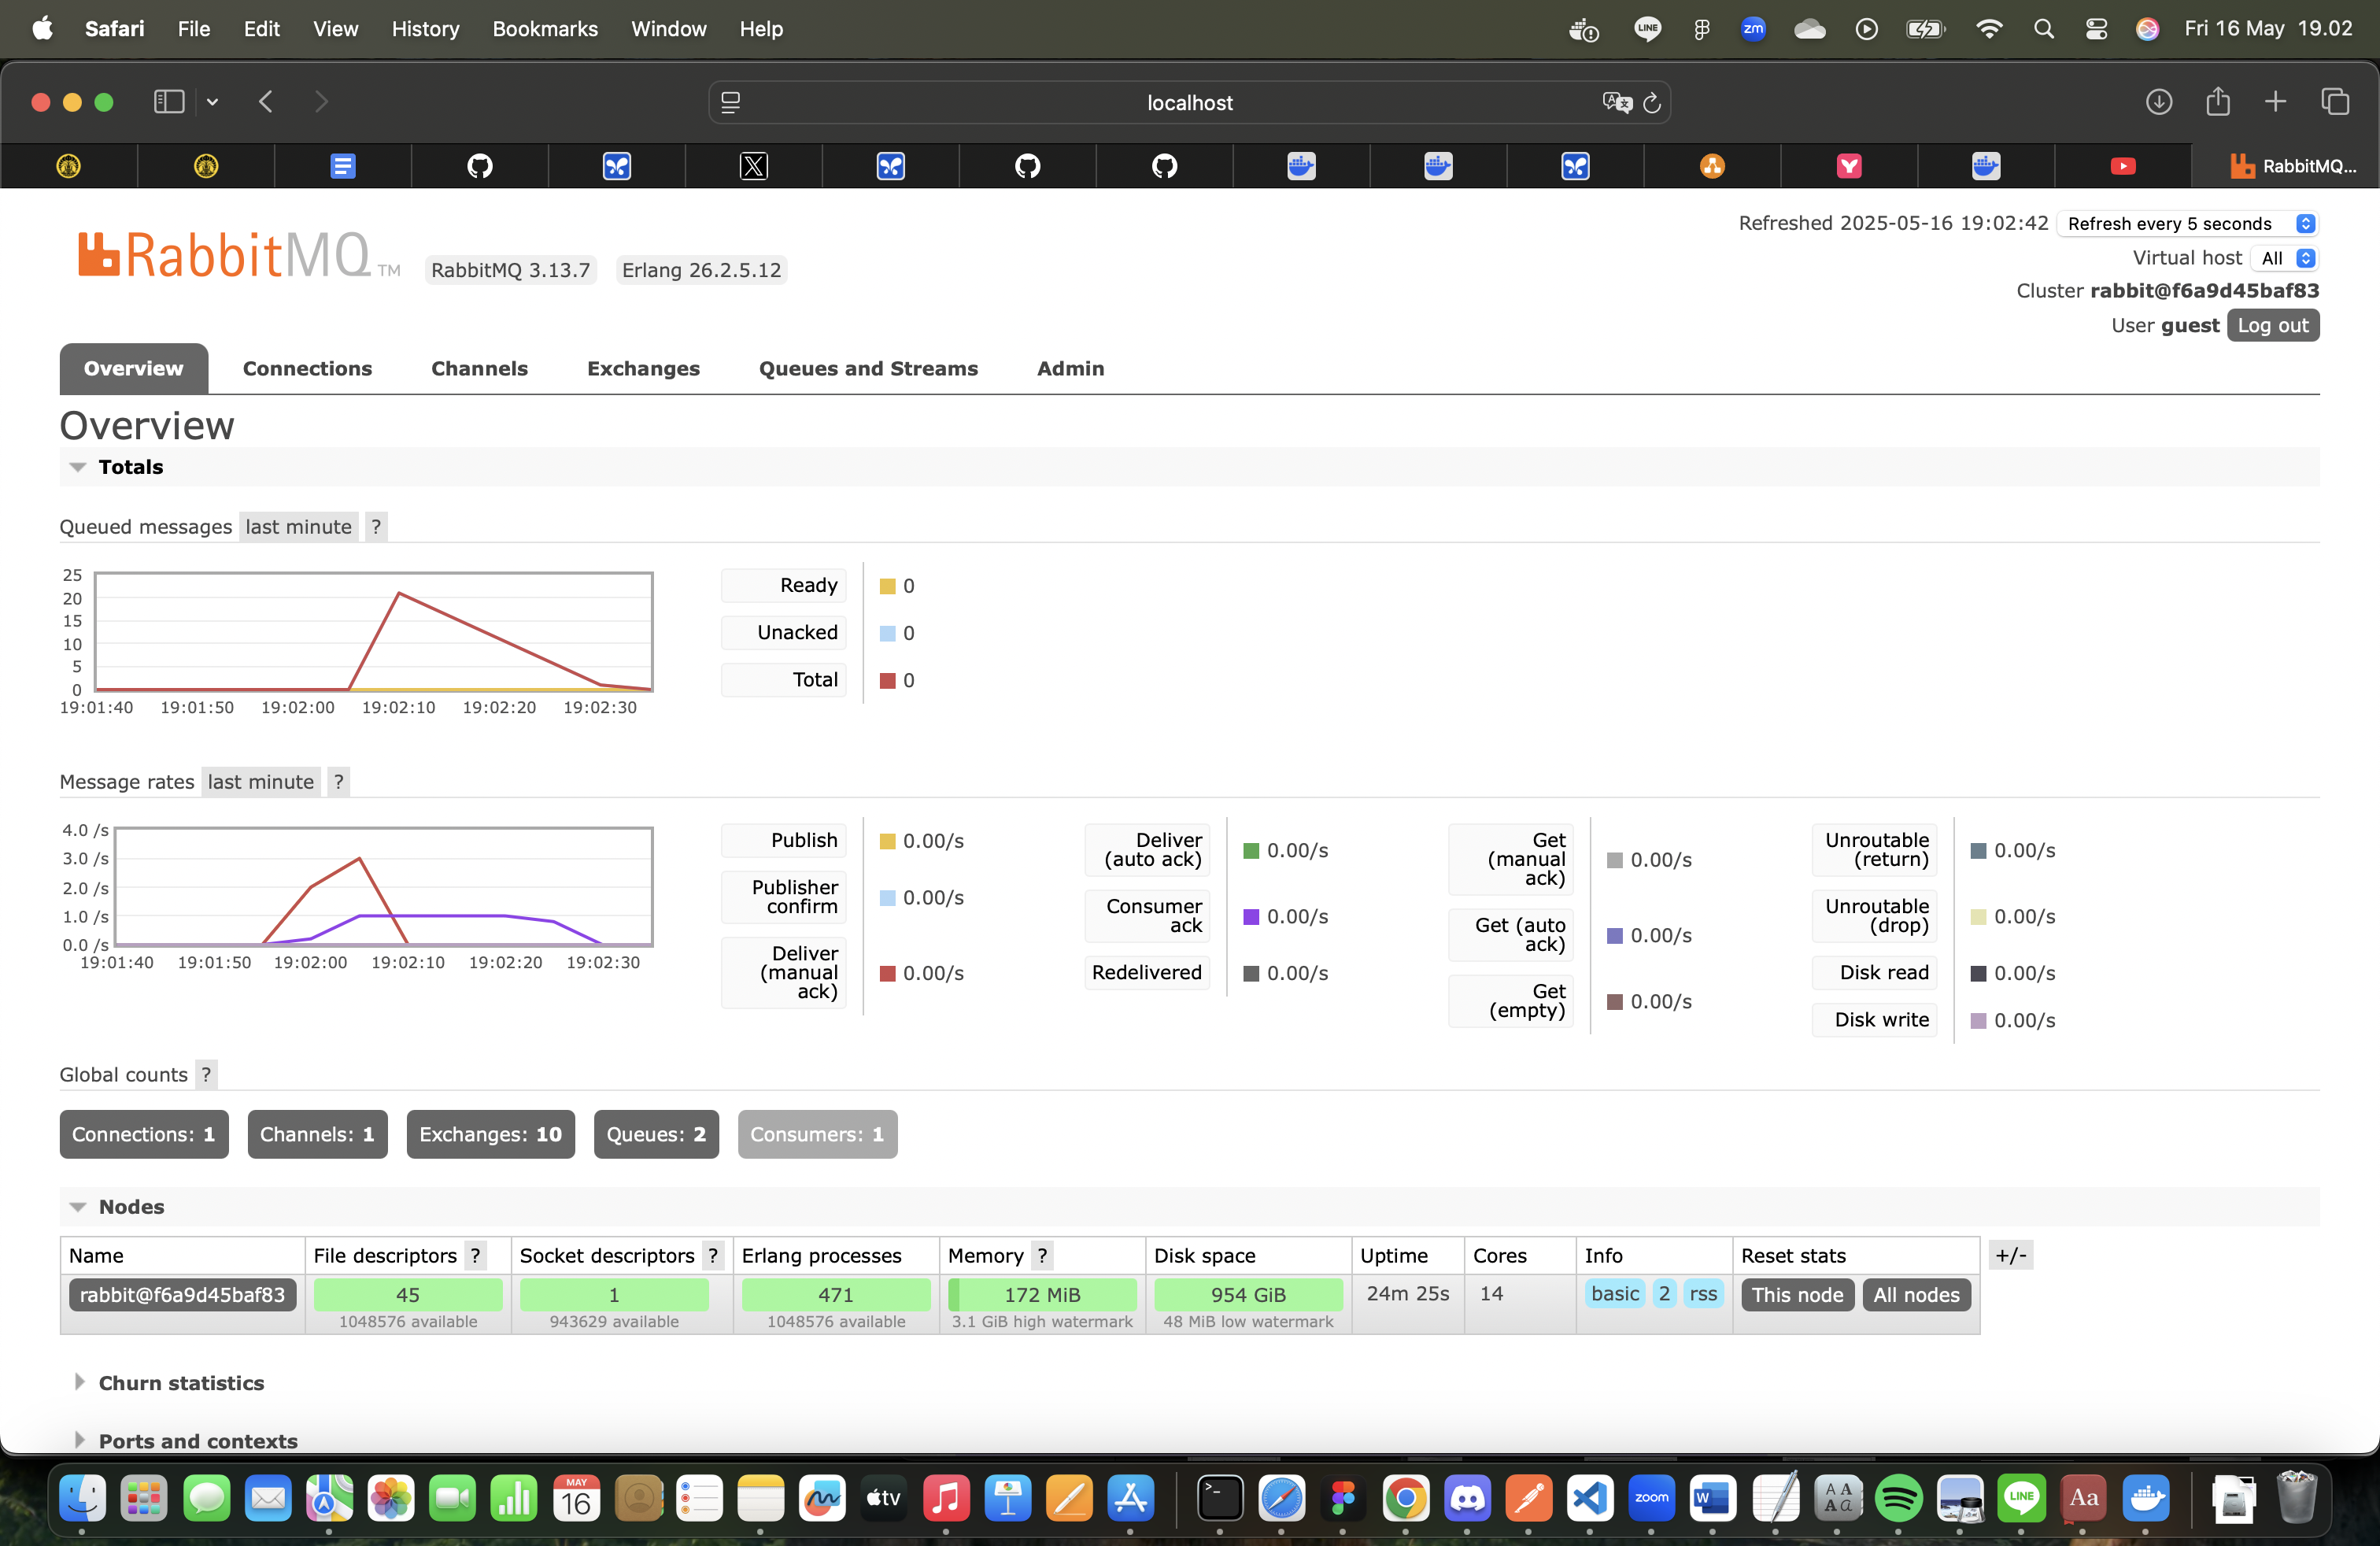 Safari File Edit View History Bookmarks Window Help LINE zm Fri 16 May 19.02
localhost
RabbitMQ...
RabbitMQ TM RabbitMQ 3.13.7 Erlang 26.2.5.12
Refreshed 2025-05-16 19:02:42 Refresh every 5 seconds
Virtual host All
Cluster rabbit@f6a9d45baf83
User guest Log out
Overview Connections Channels Exchanges Queues and Streams Admin
Overview
Totals
Queued messages last minute ?
25
20
15
10
5
0
19:01:40 19:01:50 19:02:00 19:02:10 19:02:20 19:02:30
Ready 0
Unacked 0
Total 0
Message rates last minute ?
4.0 /s
3.0 /s
2.0 /s
1.0 /s
0.0 /s
19:01:40 19:01:50 19:02:00 19:02:10 19:02:20 19:02:30
Publish 0.00/s
Publisher
confirm 0.00/s
Deliver
(manual 0.00/s
ack)
Deliver
(auto ack) 0.00/s
Consumer
ack 0.00/s
Redelivered 0.00/s
Get
(manual 0.00/s
ack)
Get (auto
ack) 0.00/s
Get
(empty) 0.00/s
Unroutable
(return) 0.00/s
Unroutable
(drop) 0.00/s
Disk read 0.00/s
Disk write 0.00/s
Global counts ?
Connections: 1 Channels: 1 Exchanges: 10 Queues: 2 Consumers: 1
Nodes
Name File descriptors ? Socket descriptors ? Erlang processes Memory ? Disk space Uptime Cores Info Reset stats +/-
rabbit@f6a9d45baf83 45 1 471 172 MiB 954 GiB 24m 25s 14 basic 2 rss This node All nodes
1048576 available 943629 available 1048576 available 3.1 GiB high watermark 48 MiB low watermark
Churn statistics
Ports and contexts
MAY
16 tv zoom W A A A a LINE Aa